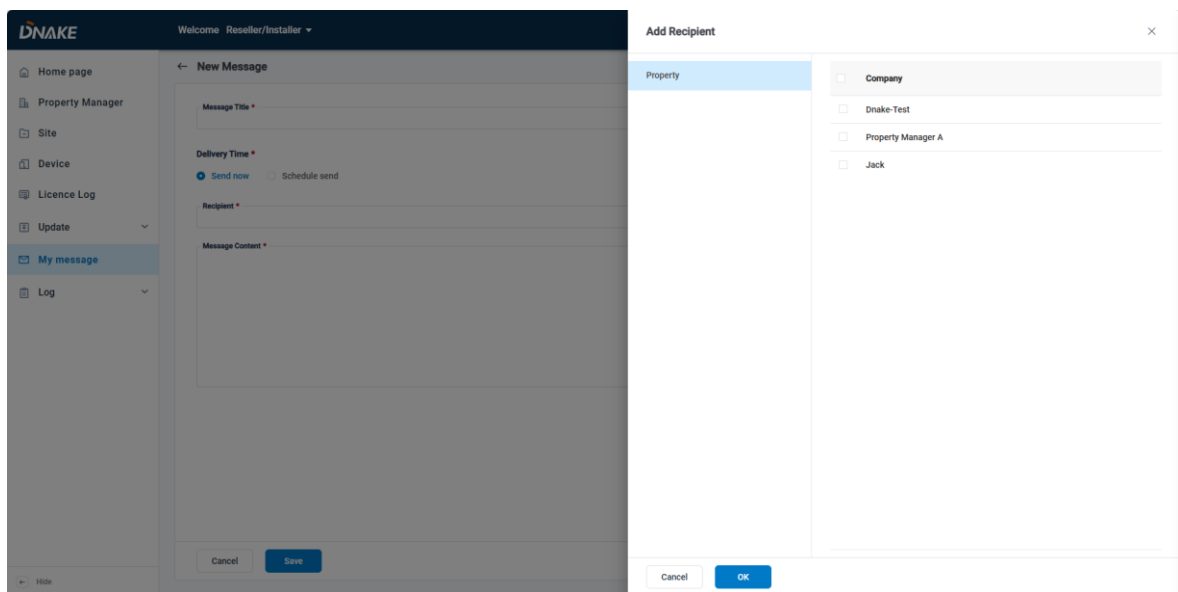 DNAKE
Welcome Reseller/Installer
Home page
Property Manager
Site
Device
Licence Log
Update
My message
Log
Hide
New Message
Message Title *
Delivery Time *
Send now
Schedule send
Recipient *
Message Content *
Cancel
Save
Add Recipient
Property
Company
Dnake-Test
Property Manager A
Jack
Cancel
OK